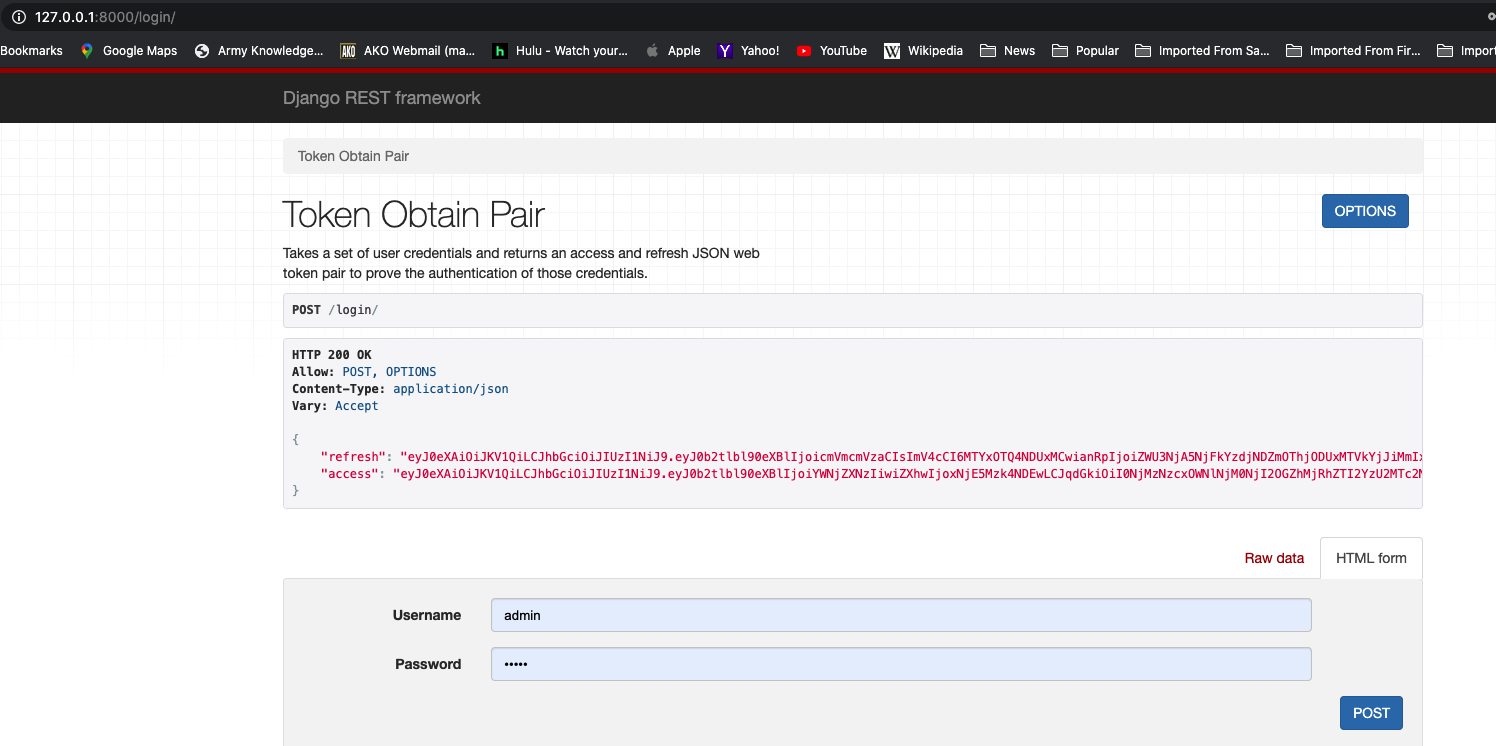 127.0.0.1:8000/login/
Bookmarks Google Maps Army Knowledge... AKO AKO Webmail (ma... h Hulu - Watch your... Apple Y Yahoo! YouTube W Wikipedia News Popular Imported From Sa... Imported From Fir... Import
Django REST framework
Token Obtain Pair
Token Obtain Pair
OPTIONS
Takes a set of user credentials and returns an access and refresh JSON web
token pair to prove the authentication of those credentials.
POST /login/
HTTP 200 OK
Allow: POST, OPTIONS
Content-Type: application/json
Vary: Accept
{
"refresh": "eyJ0eXAiOiJKV1QiLCJhbGciOiJIUzI1NiJ9.eyJ0b2tlbl90eXBlIjoicmVmcmVzaCIsImV4cCI6MTYxOTQ4NDUxMCwianRpIjoiZWU3NjA5NjFkYzdjNDZmOThjODUxMTVkYjJiMmIx
"access": "eyJ0eXAiOiJKV1QiLCJhbGciOiJIUzI1NiJ9.eyJ0b2tlbl90eXBlIjoiYWNjZXNzIiwiZXhwIjoxNjE5Mzk4NDEwLCJqdGkiOiI0NjMzNzcxOWNlNjM0NjI2OGZhMjRhZTI2YzU2MTc2N
}
Raw data
HTML form
Username
admin
Password
•••••
POST